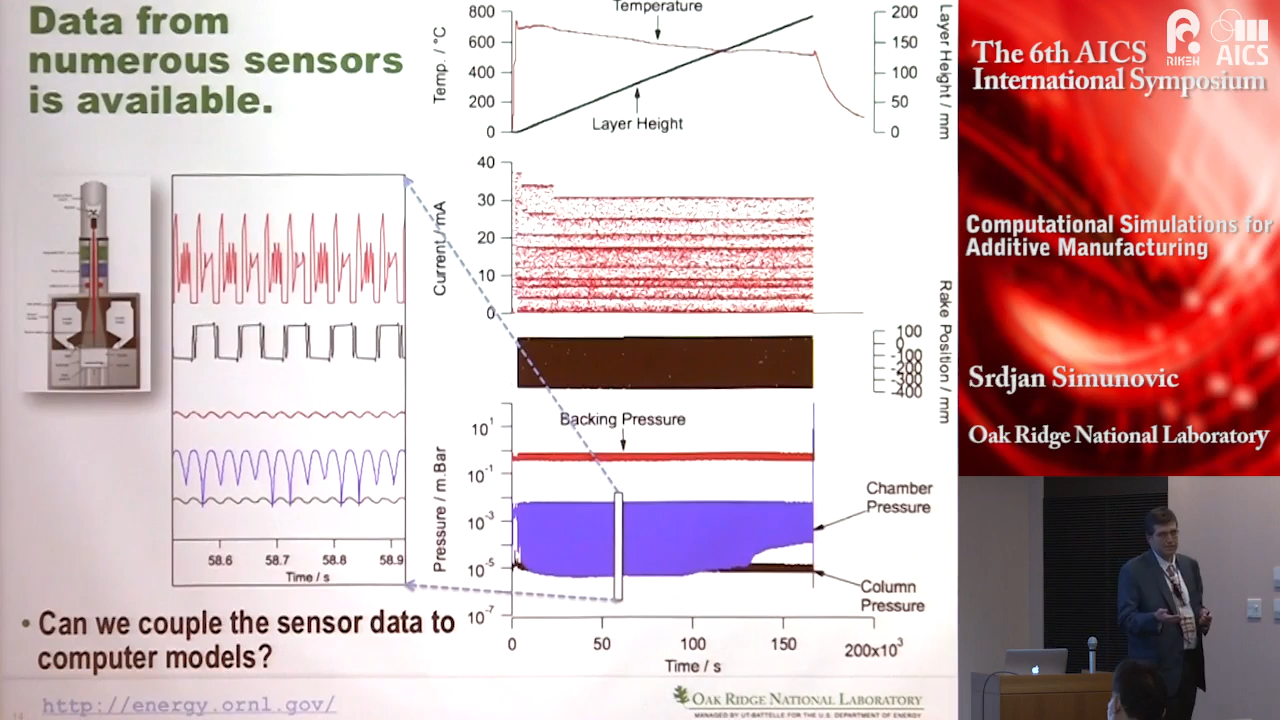 Data from
numerous sensors
is available.
Temperature
800
600
400
200
0
Temp. / °C
200
150
100
50
0
Layer Height / mm
Layer Height
40
30
20
10
0
Current / mA
100
0
-100
-200
-300
-400
Rake Position / mm
Backing Pressure
10¹
10⁻¹
10⁻³
10⁻⁵
10⁻⁷
Pressure / m.Bar
Chamber
Pressure
Column
Pressure
0
50
100
150
200x10³
Time / s
58.6
58.7
58.8
58.9
Time / s
• Can we couple the sensor data to
computer models?
http://energy.ornl.gov/
OAK RIDGE NATIONAL LABORATORY
MANAGED BY UT-BATTELLE FOR THE U.S. DEPARTMENT OF ENERGY
RIKEN
AICS
The 6th AICS
International Symposium
Computational Simulations for
Additive Manufacturing
Srdjan Simunovic
Oak Ridge National Laboratory